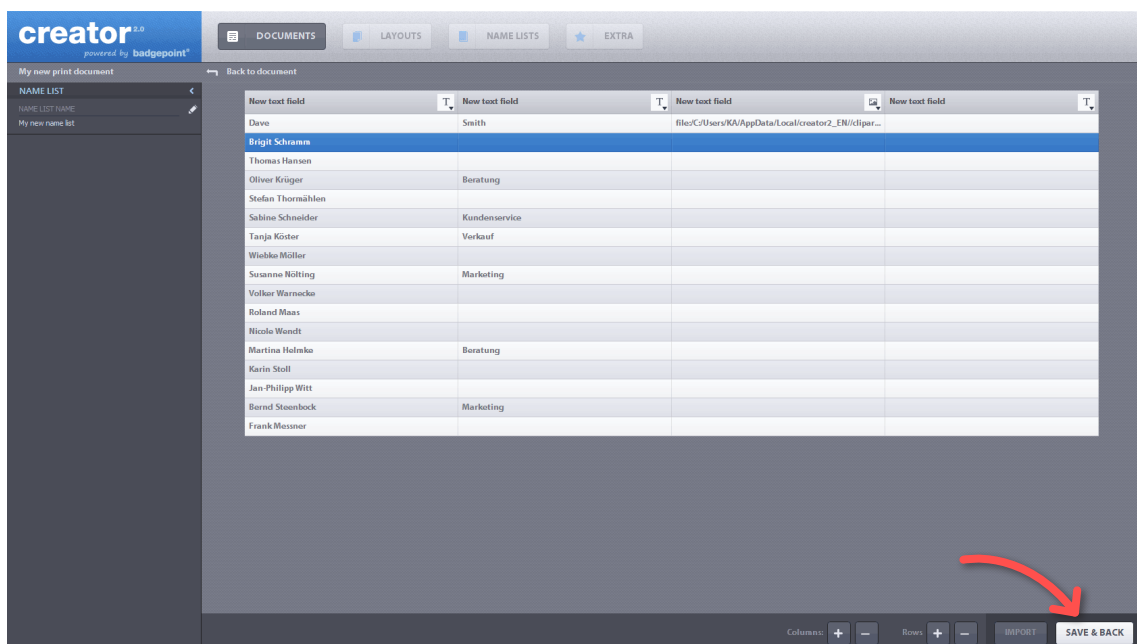 creator 2.0
powered by badgepoint®
DOCUMENTS LAYOUTS NAME LISTS EXTRA
My new print document
Back to document
NAME LIST
NAME LIST NAME
My new name list
New text field T New text field T New text field New text field T
Dave Smith file:/C:/Users/KA/AppData/Local/creator2_EN//clipar...
Brigit Schramm
Thomas Hansen
Oliver Krüger Beratung
Stefan Thormählen
Sabine Schneider Kundenservice
Tanja Köster Verkauf
Wiebke Möller
Susanne Nölting Marketing
Volker Warnecke
Roland Maas
Nicole Wendt
Martina Helmke Beratung
Karin Stoll
Jan-Philipp Witt
Bernd Steenbock Marketing
Frank Messner
Columns: + − Rows + − IMPORT SAVE & BACK